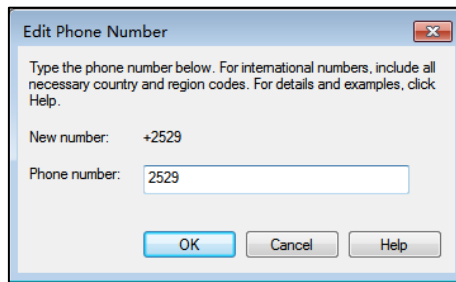 Edit Phone Number
Type the phone number below. For international numbers, include all
necessary country and region codes. For details and examples, click
Help.
New number: +2529
Phone number: 2529
OK Cancel Help